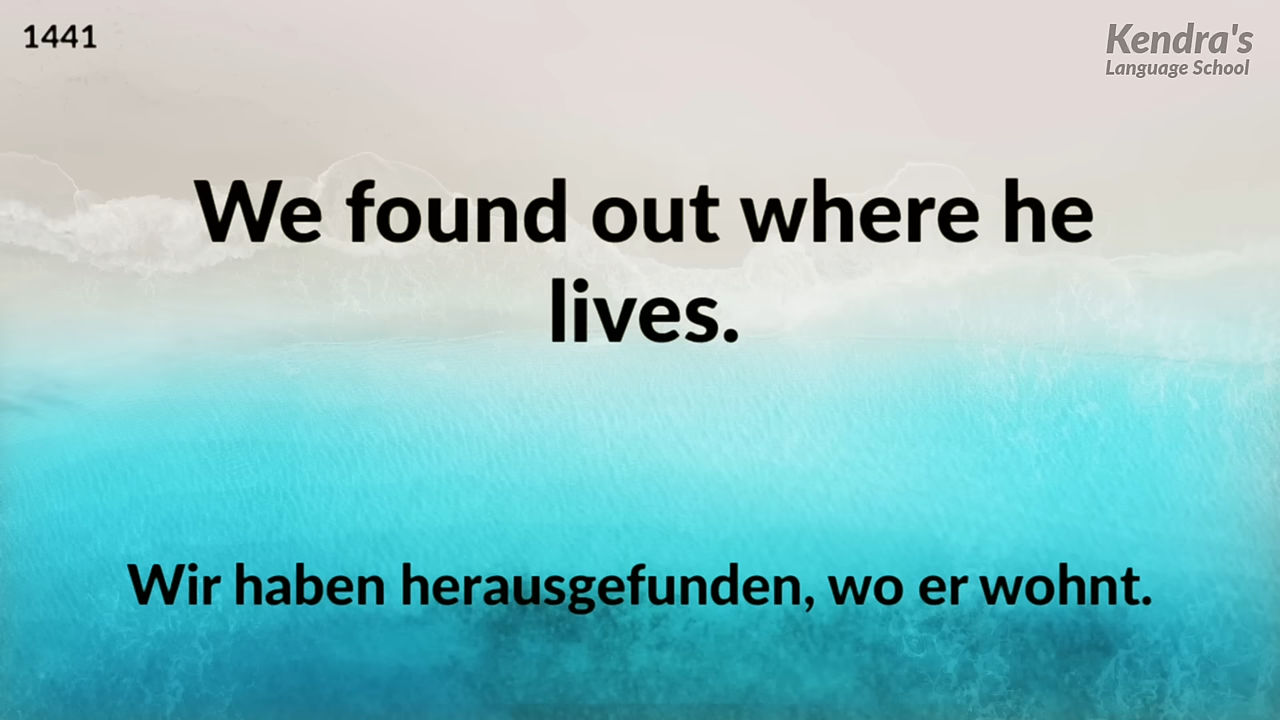 1441
Kendra's
Language School
We found out where he
lives.
Wir haben herausgefunden, wo er wohnt.